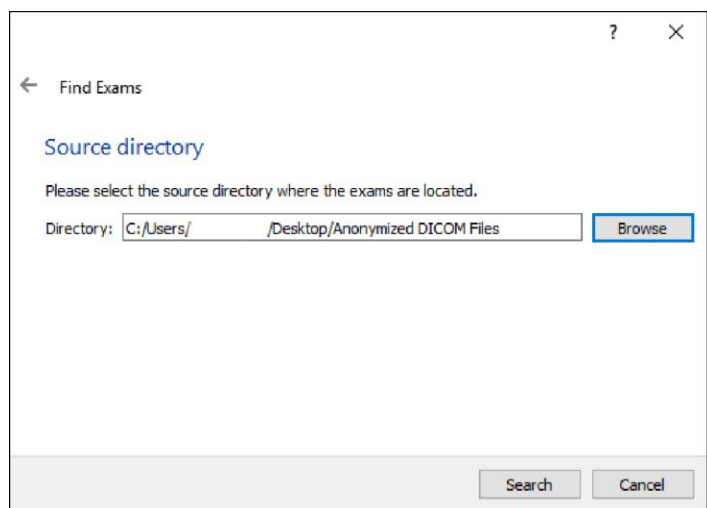 ?
Find Exams
Source directory
Please select the source directory where the exams are located.
Directory: C:/Users/ /Desktop/Anonymized DICOM Files Browse
Search Cancel